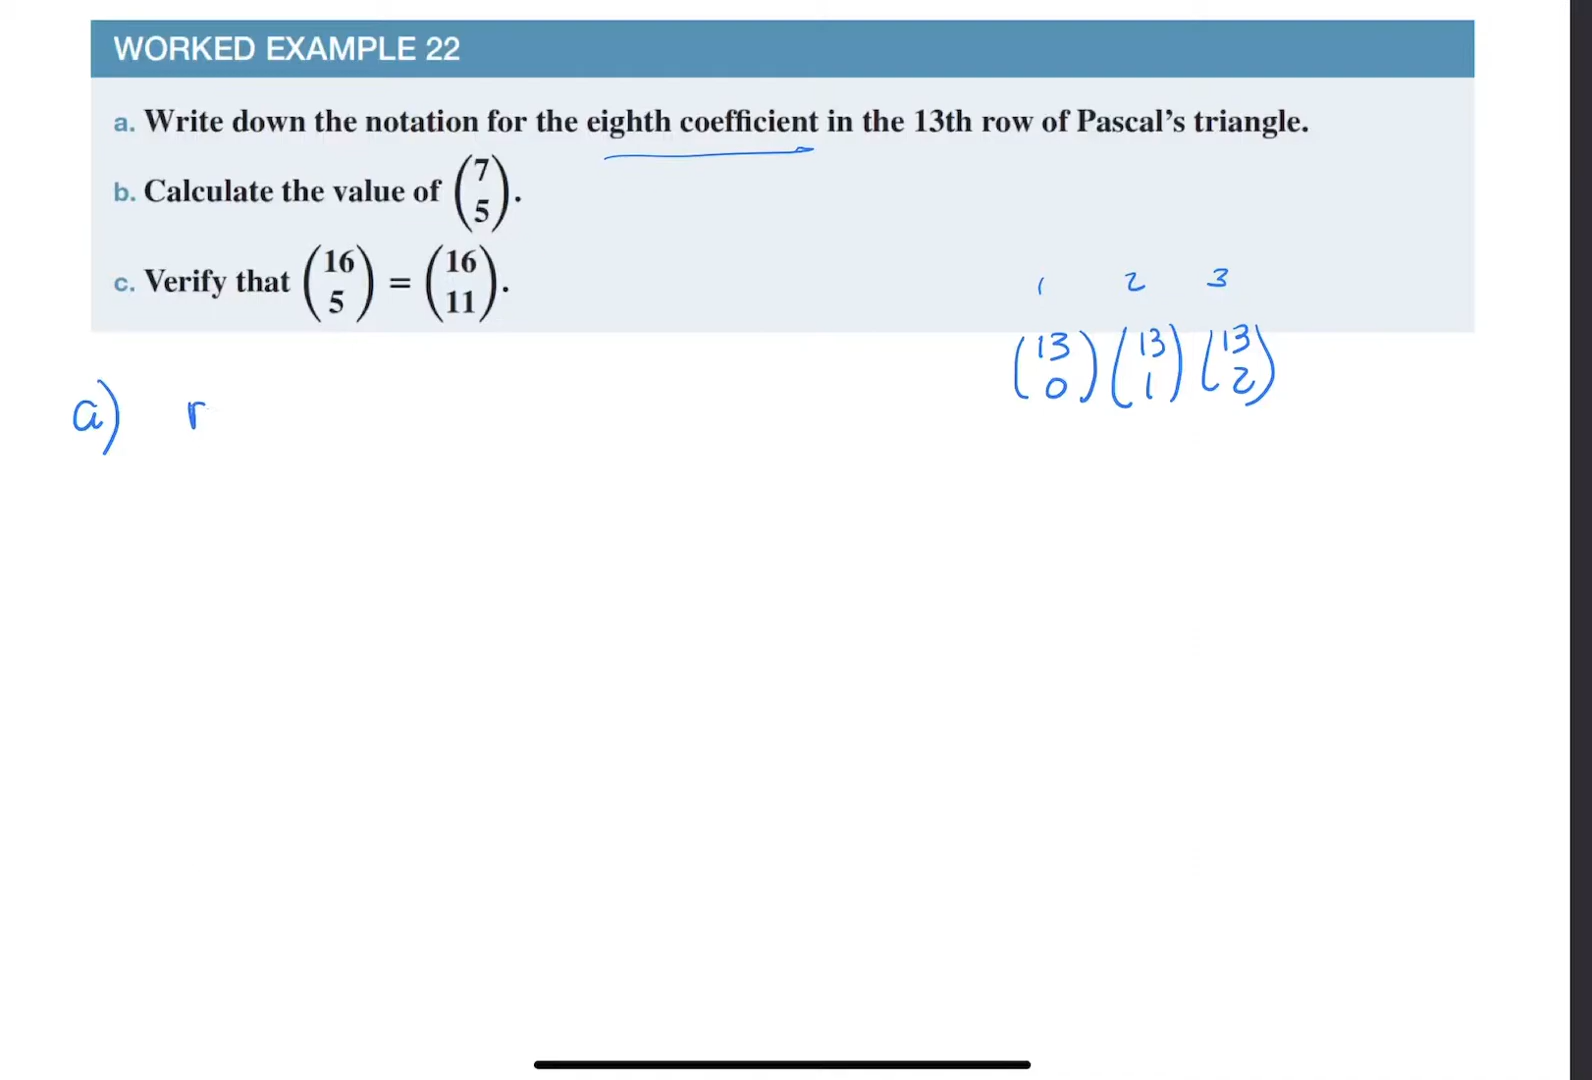 WORKED EXAMPLE 22
a. Write down the notation for the eighth coefficient in the 13th row of Pascal's triangle.
b. Calculate the value of (7 5).
c. Verify that (16 5) = (16 11).
1 2 3
(13 0) (13 1) (13 2)
a) r